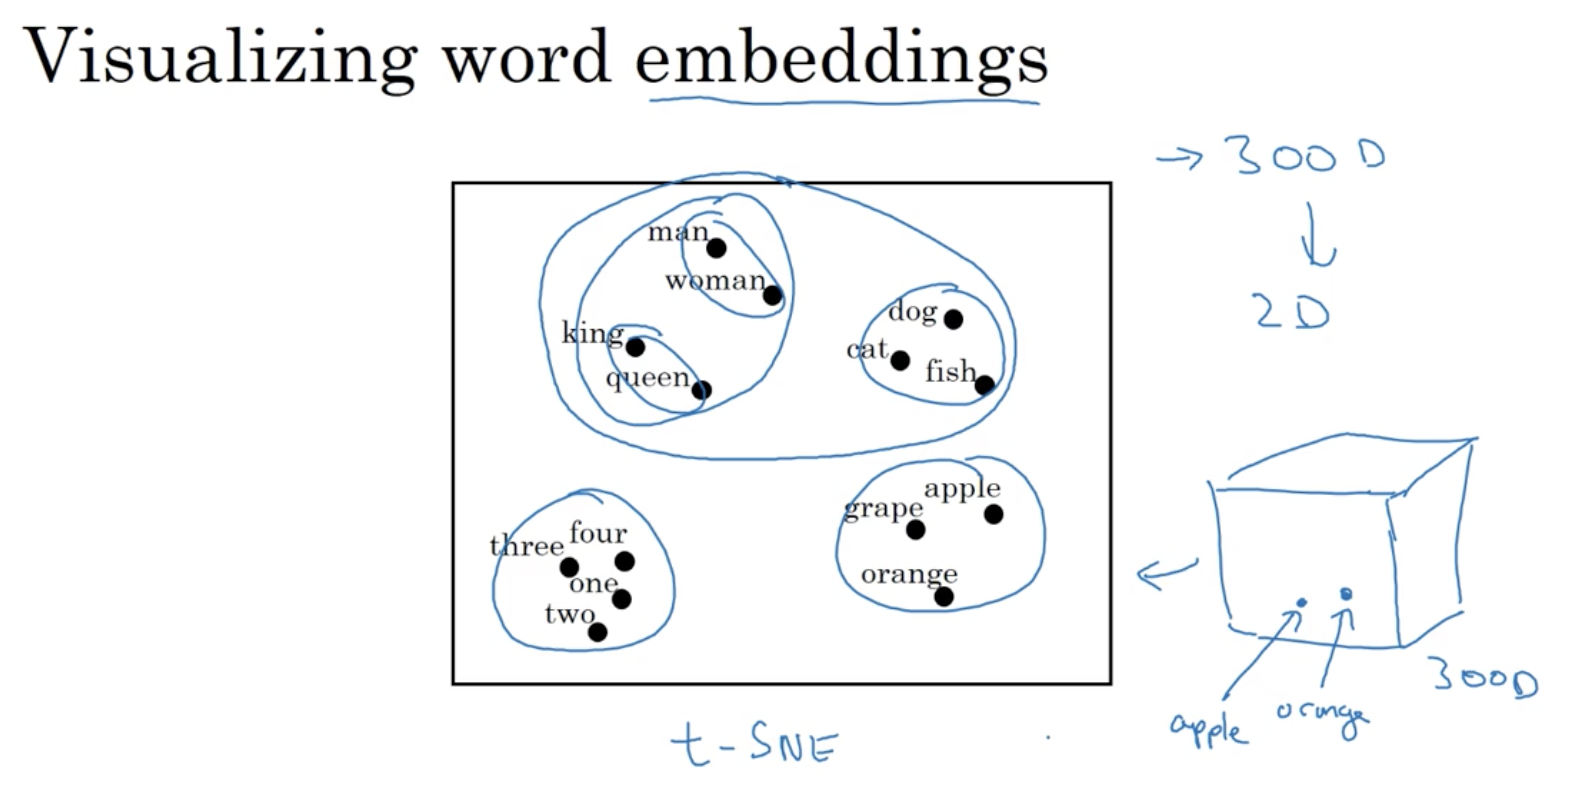 Visualizing word embeddings
→ 300 D
↓
2 D
man
woman
king
queen
dog
cat
fish
apple
grape
orange
four
three
one
two
apple
orange
300D
t-SNE